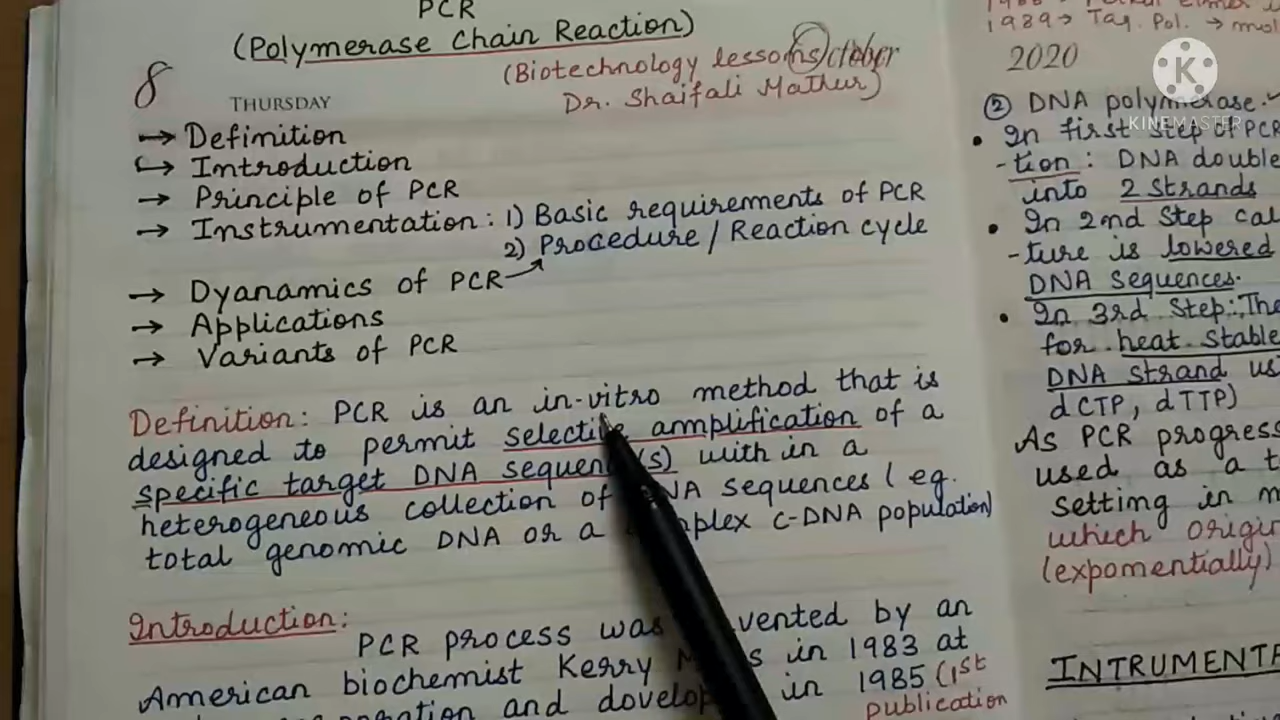 PCR
(Polymerase Chain Reaction)
(Biotechnology lessons)
October
Dr. Shaifali Mathur)
8
THURSDAY
→ Definition
→ Introduction
→ Principle of PCR
→ Instrumentation: 1) Basic requirements of PCR
2) Procedure / Reaction cycle
→ Dyanamics of PCR →
→ Applications
→ Variants of PCR
Definition: PCR is an in-vitro method that is
designed to permit selective amplification of a
specific target DNA sequen(s) with in a
heterogeneous collection of DNA sequences (eg.
total genomic DNA or a complex C-DNA population)
Introduction:
PCR process was vented by an
American biochemist Kerry in 1983 at
and in 1985 (1st
publication
1989→ Taq. Pol. →
2020
K
KINEMASTER
② DNA polymerase.
• In first step of PCR
-tion : DNA double
into 2 strands
• In 2nd Step
-ture is lowered
DNA sequences.
• In 3rd Step: The
for heat stable
DNA strand
dCTP, dTTP)
As PCR progress
used as a
setting in
which
(expomentially)
INTRUMENTA